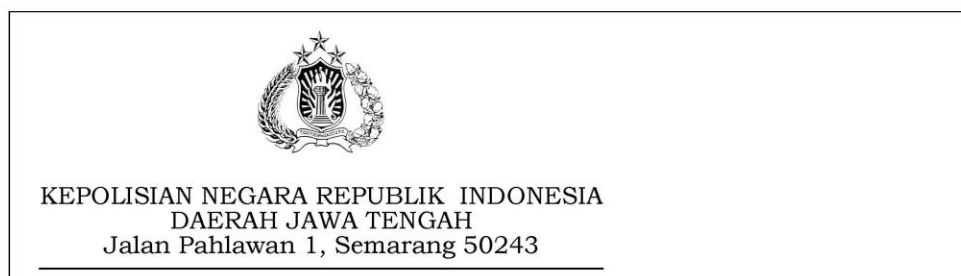 KEPOLISIAN NEGARA REPUBLIK INDONESIA
DAERAH JAWA TENGAH
Jalan Pahlawan 1, Semarang 50243